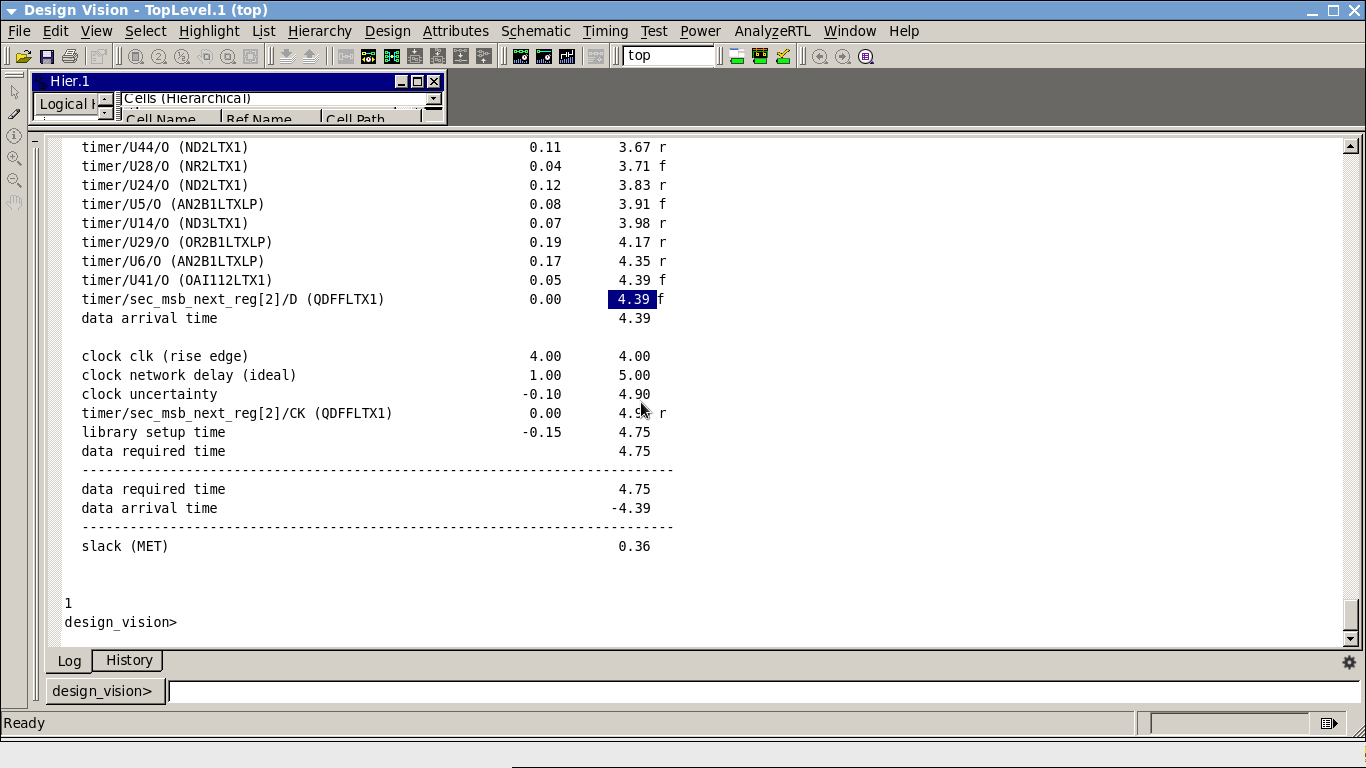 Design Vision - TopLevel.1 (top)
File Edit View Select Highlight List Hierarchy Design Attributes Schematic Timing Test Power AnalyzeRTL Window Help
top
Hier.1
Logical H
Cells (Hierarchical)
Cell Name Ref Name Cell Path
timer/U44/O (ND2LTX1) 0.11 3.67 r
timer/U28/O (NR2LTX1) 0.04 3.71 f
timer/U24/O (ND2LTX1) 0.12 3.83 r
timer/U5/O (AN2B1LTXLP) 0.08 3.91 f
timer/U14/O (ND3LTX1) 0.07 3.98 r
timer/U29/O (OR2B1LTXLP) 0.19 4.17 r
timer/U6/O (AN2B1LTXLP) 0.17 4.35 r
timer/U41/O (OAI112LTX1) 0.05 4.39 f
timer/sec_msb_next_reg[2]/D (QDFFLTX1) 0.00 4.39 f
data arrival time 4.39
clock clk (rise edge) 4.00 4.00
clock network delay (ideal) 1.00 5.00
clock uncertainty -0.10 4.90
timer/sec_msb_next_reg[2]/CK (QDFFLTX1) 0.00 r
library setup time -0.15 4.75
data required time 4.75
--------------------------------------------------------------------------
data required time 4.75
data arrival time -4.39
--------------------------------------------------------------------------
slack (MET) 0.36
1
design_vision>
Log History
design_vision>
Ready